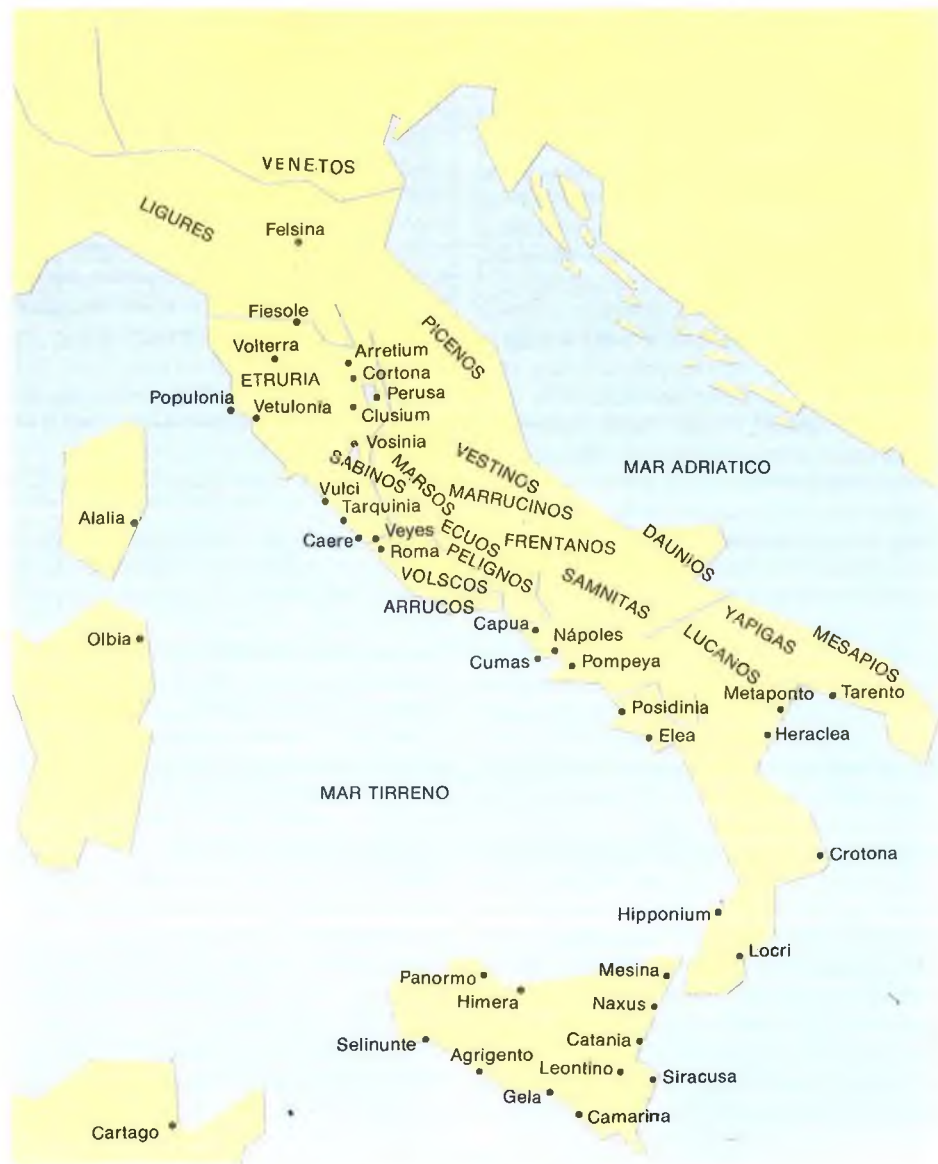 VENETOS
LIGURES
Felsina
Fiesole
PICENOS
Volterra
Arretium
ETRURIA
Cortona
Populonia
Perusa
Vetulonia
Clusium
Vosinia
VESTINOS
MAR ADRIATICO
SABINOS
MARSOS
MARRUCINOS
Vulci
Alalia
Tarquinia
DAUNIOS
Caere
Veyes
ECUOS
FRENTANOS
Roma
PELIGNOS
VOLSCOS
SAMNITAS
ARRUCOS
Capua
YAPIGAS
MESAPIOS
Olbia
Nápoles
LUCANOS
Cumas
Pompeya
Metaponto
Tarento
Posidinia
Elea
Heraclea
MAR TIRRENO
Crotona
Hipponium
Locri
Panormo
Mesina
Himera
Naxus
Selinunte
Catania
Agrigento
Leontino
Siracusa
Gela
Camarina
Cartago